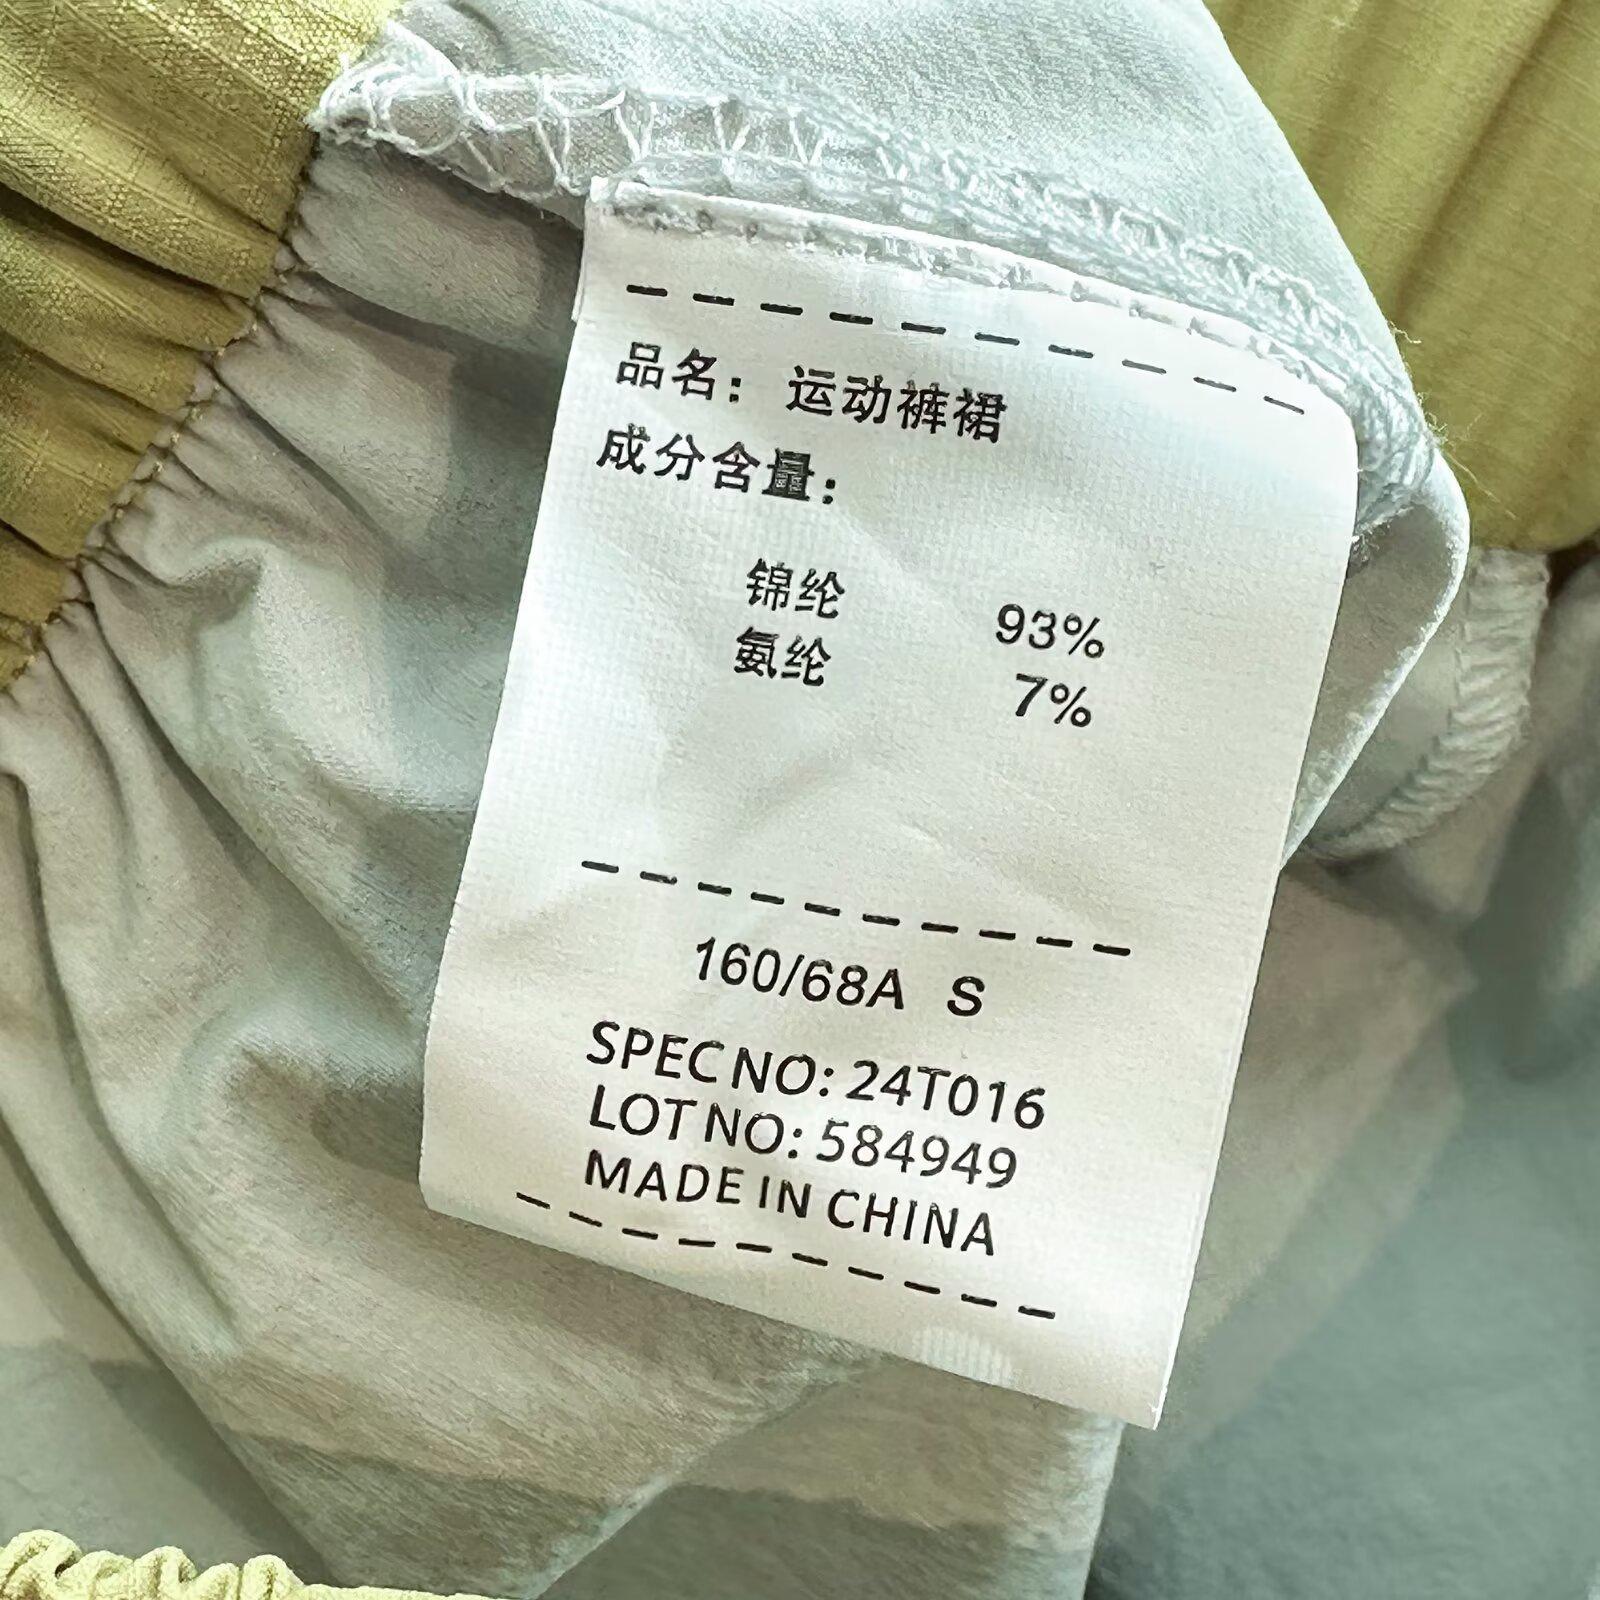 品名：运动裤裙
成分含量：
锦纶 93%
氨纶 7%
160/68A S
SPEC NO: 24T016
LOT NO: 584949
MADE IN CHINA